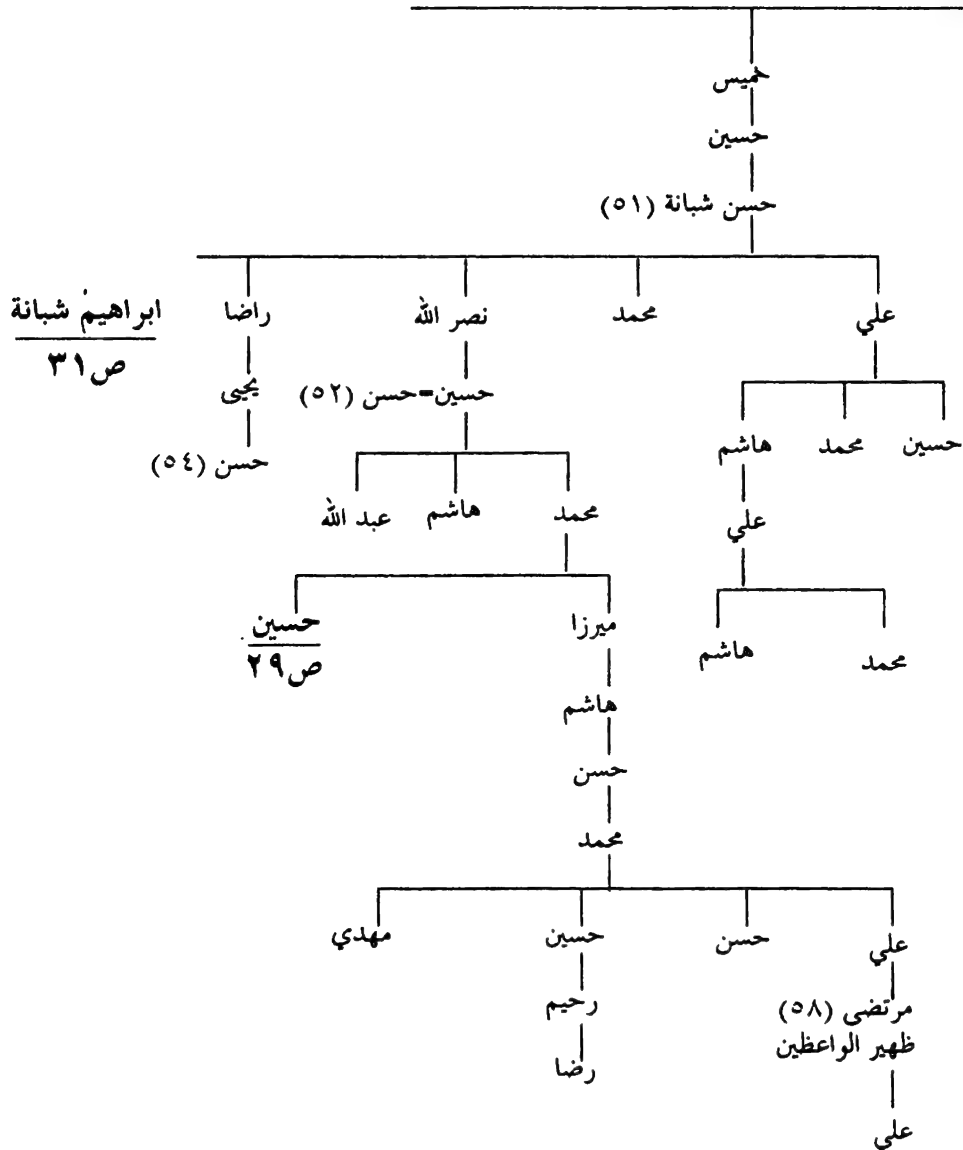 خميس
حسين
حسن شبانة (٥١)
علي
محمد
نصر الله
راضا
ابراهيم شبانة
ص٣١
حسين=حسن (٥٢)
يحيى
حسين
محمد
هاشم
حسن (٥٤)
محمد
هاشم
عبد الله
علي
ميرزا
حسين
ص٢٩
محمد
هاشم
هاشم
حسن
محمد
علي
حسن
حسين
مهدي
مرتضى (٥٨)
ظهير الواعظين
رحيم
رضا
علي